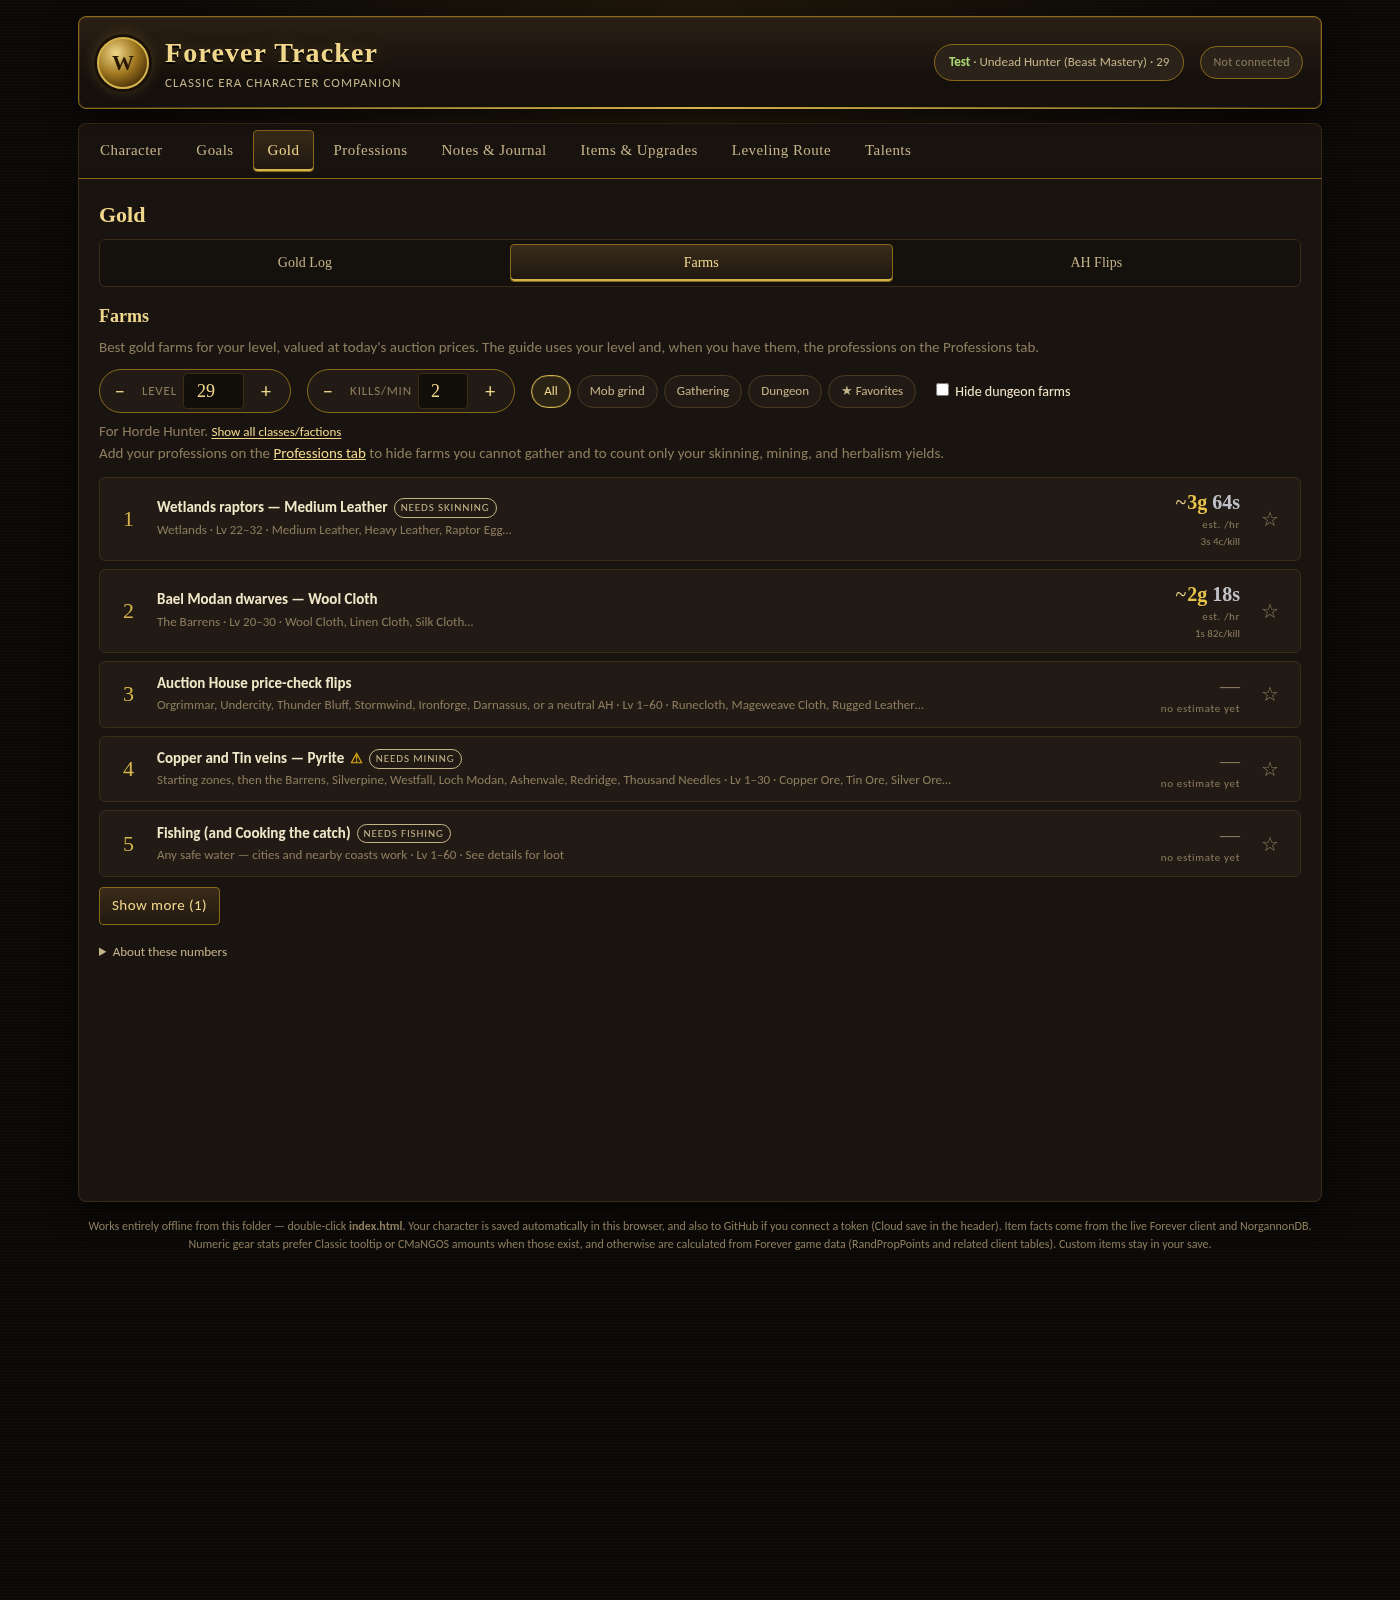 W
Forever Tracker
CLASSIC ERA CHARACTER COMPANION
Test · Undead Hunter (Beast Mastery) · 29
Not connected
Character Goals Gold Professions Notes & Journal Items & Upgrades Leveling Route Talents
Gold
Gold Log Farms AH Flips
Farms
Best gold farms for your level, valued at today's auction prices. The guide uses your level and, when you have them, the professions on the Professions tab.
− LEVEL 29 + − KILLS/MIN 2 + All Mob grind Gathering Dungeon ★ Favorites Hide dungeon farms
For Horde Hunter. Show all classes/factions
Add your professions on the Professions tab to hide farms you cannot gather and to count only your skinning, mining, and herbalism yields.
1
Wetlands raptors — Medium Leather NEEDS SKINNING
Wetlands · Lv 22–32 · Medium Leather, Heavy Leather, Raptor Egg…
~3g 64s
est. /hr
3s 4c/kill
☆
2
Bael Modan dwarves — Wool Cloth
The Barrens · Lv 20–30 · Wool Cloth, Linen Cloth, Silk Cloth…
~2g 18s
est. /hr
1s 82c/kill
☆
3
Auction House price-check flips
Orgrimmar, Undercity, Thunder Bluff, Stormwind, Ironforge, Darnassus, or a neutral AH · Lv 1–60 · Runecloth, Mageweave Cloth, Rugged Leather…
—
no estimate yet
☆
4
Copper and Tin veins — Pyrite ⚠ NEEDS MINING
Starting zones, then the Barrens, Silverpine, Westfall, Loch Modan, Ashenvale, Redridge, Thousand Needles · Lv 1–30 · Copper Ore, Tin Ore, Silver Ore…
—
no estimate yet
☆
5
Fishing (and Cooking the catch) NEEDS FISHING
Any safe water — cities and nearby coasts work · Lv 1–60 · See details for loot
—
no estimate yet
☆
Show more (1)
▶ About these numbers
Works entirely offline from this folder — double-click index.html. Your character is saved automatically in this browser, and also to GitHub if you connect a token (Cloud save in the header). Item facts come from the live Forever client and NorgannonDB.
Numeric gear stats prefer Classic tooltip or CMaNGOS amounts when those exist, and otherwise are calculated from Forever game data (RandPropPoints and related client tables). Custom items stay in your save.